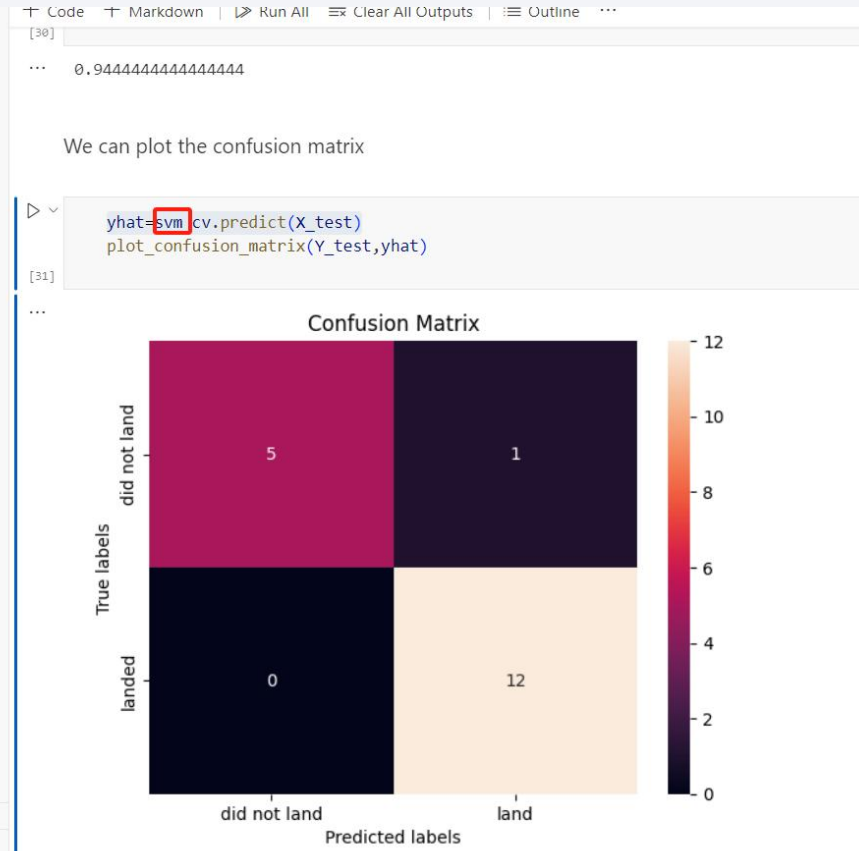 Code Markdown Run All Clear All Outputs Outline ...
[30]
... 0.9444444444444444
We can plot the confusion matrix
yhat=svm_cv.predict(X_test)
plot_confusion_matrix(Y_test,yhat)
[31]
...
Confusion Matrix
12
10
8
6
4
2
0
True labels
did not land
landed
5 1
0 12
did not land land
Predicted labels